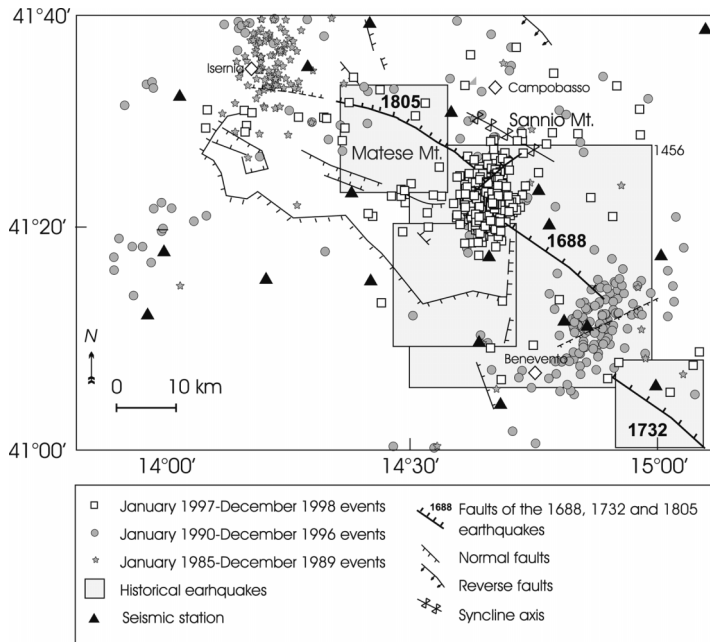 41°40'
Isernia
Campobasso
1805
Sannio Mt.
Matese Mt.
1456
41°20'
1688
N
0 10 km
Benevento
1732
41°00'
14°00' 14°30' 15°00'
January 1997-December 1998 events
January 1990-December 1996 events
January 1985-December 1989 events
Historical earhquakes
Seismic station
1688 Faults of the 1688, 1732 and 1805
earthquakes
Normal faults
Reverse faults
Syncline axis